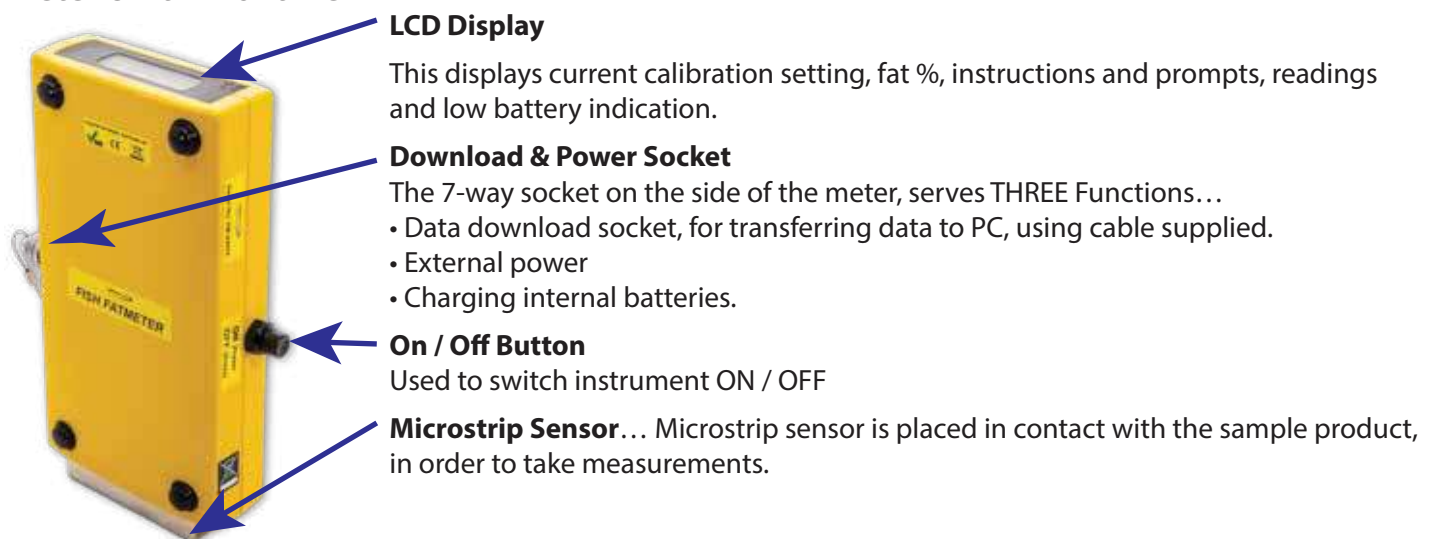 LCD Display
This displays current calibration setting, fat %, instructions and prompts, readings
and low battery indication.
Download & Power Socket
The 7-way socket on the side of the meter, serves THREE Functions…
• Data download socket, for transferring data to PC, using cable supplied.
• External power
• Charging internal batteries.
On / Off Button
Used to switch instrument ON / OFF
Microstrip Sensor… Microstrip sensor is placed in contact with the sample product,
in order to take measurements.
FISH FATMETER